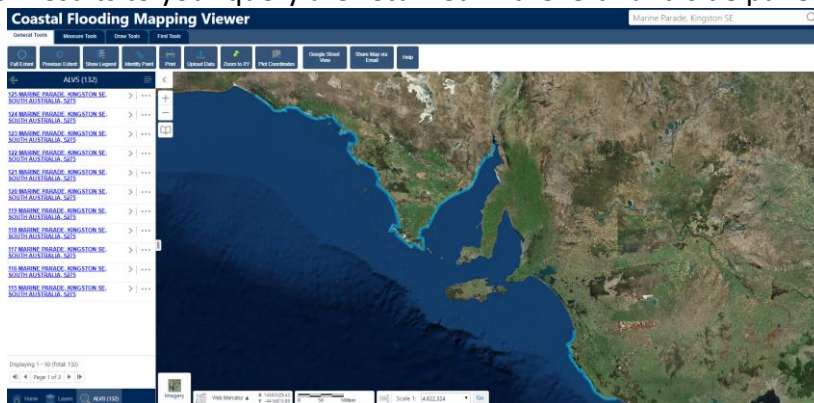 Coastal Flooding Mapping Viewer
Marine Parade, Kingston SE
General Tools Measure Tools Draw Tools Find Tools
Full Extent Previous Extent Show Legend Identify Point Print Upload Data Zoom to XY Plot Coordinates Google Street View Share Map via Email Help
ALVS (132)
125 MARINE PARADE, KINGSTON SE,
SOUTH AUSTRALIA, 5275
124 MARINE PARADE, KINGSTON SE,
SOUTH AUSTRALIA, 5275
123 MARINE PARADE, KINGSTON SE,
SOUTH AUSTRALIA, 5275
122 MARINE PARADE, KINGSTON SE,
SOUTH AUSTRALIA, 5275
121 MARINE PARADE, KINGSTON SE,
SOUTH AUSTRALIA, 5275
120 MARINE PARADE, KINGSTON SE,
SOUTH AUSTRALIA, 5275
119 MARINE PARADE, KINGSTON SE,
SOUTH AUSTRALIA, 5275
118 MARINE PARADE, KINGSTON SE,
SOUTH AUSTRALIA, 5275
117 MARINE PARADE, KINGSTON SE,
SOUTH AUSTRALIA, 5275
116 MARINE PARADE, KINGSTON SE,
SOUTH AUSTRALIA, 5275
115 MARINE PARADE, KINGSTON SE,
SOUTH AUSTRALIA, 5275
Displaying 1 - 50 (Total: 132)
Page 1 of 3
Home Layers ALVS (132)
Imagery Web Mercator X Y 0 50 Scale 1: 4,622,324 Go